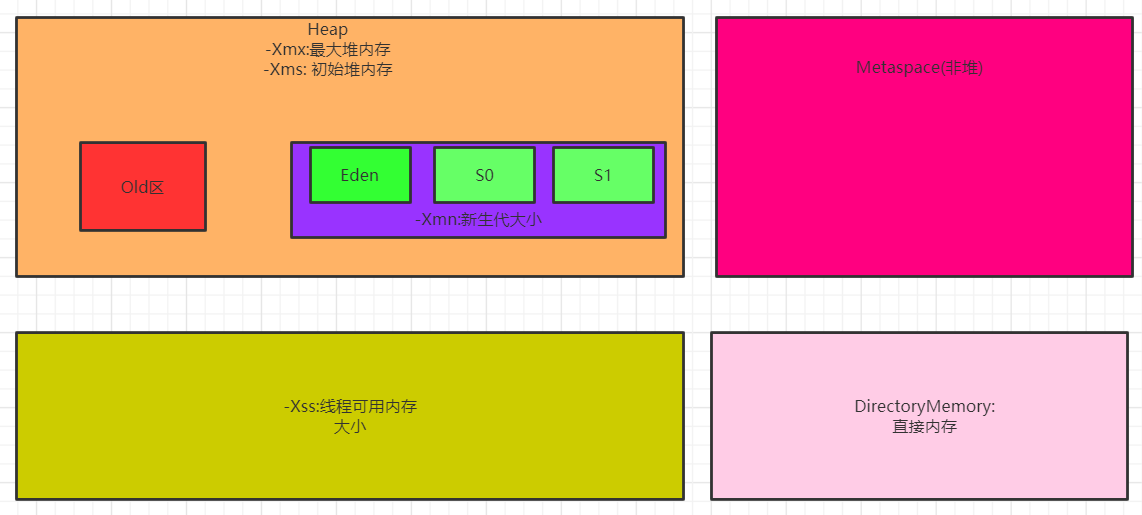 Heap
-Xmx:最大堆内存
-Xms: 初始堆内存
Metaspace(非堆)
Old区
Eden
S0
S1
-Xmn:新生代大小
-Xss:线程可用内存
大小
DirectoryMemory:
直接内存